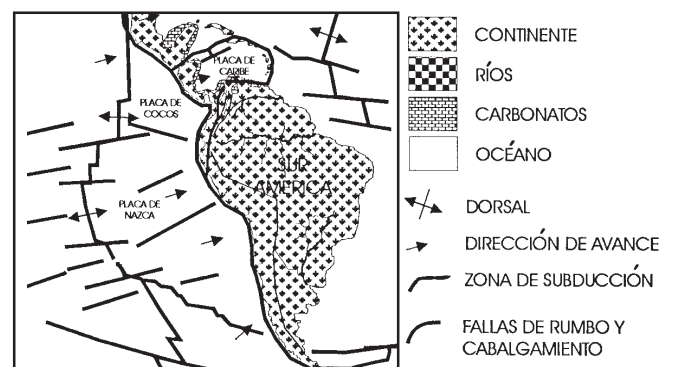 PLACA DE
CARIBE
PLACA DE
COCOS
SUR
AMERICA
PLACA DE
NAZCA
CONTINENTE
RÍOS
CARBONATOS
OCÉANO
DORSAL
DIRECCIÓN DE AVANCE
ZONA DE SUBDUCCIÓN
FALLAS DE RUMBO Y
CABALGAMIENTO